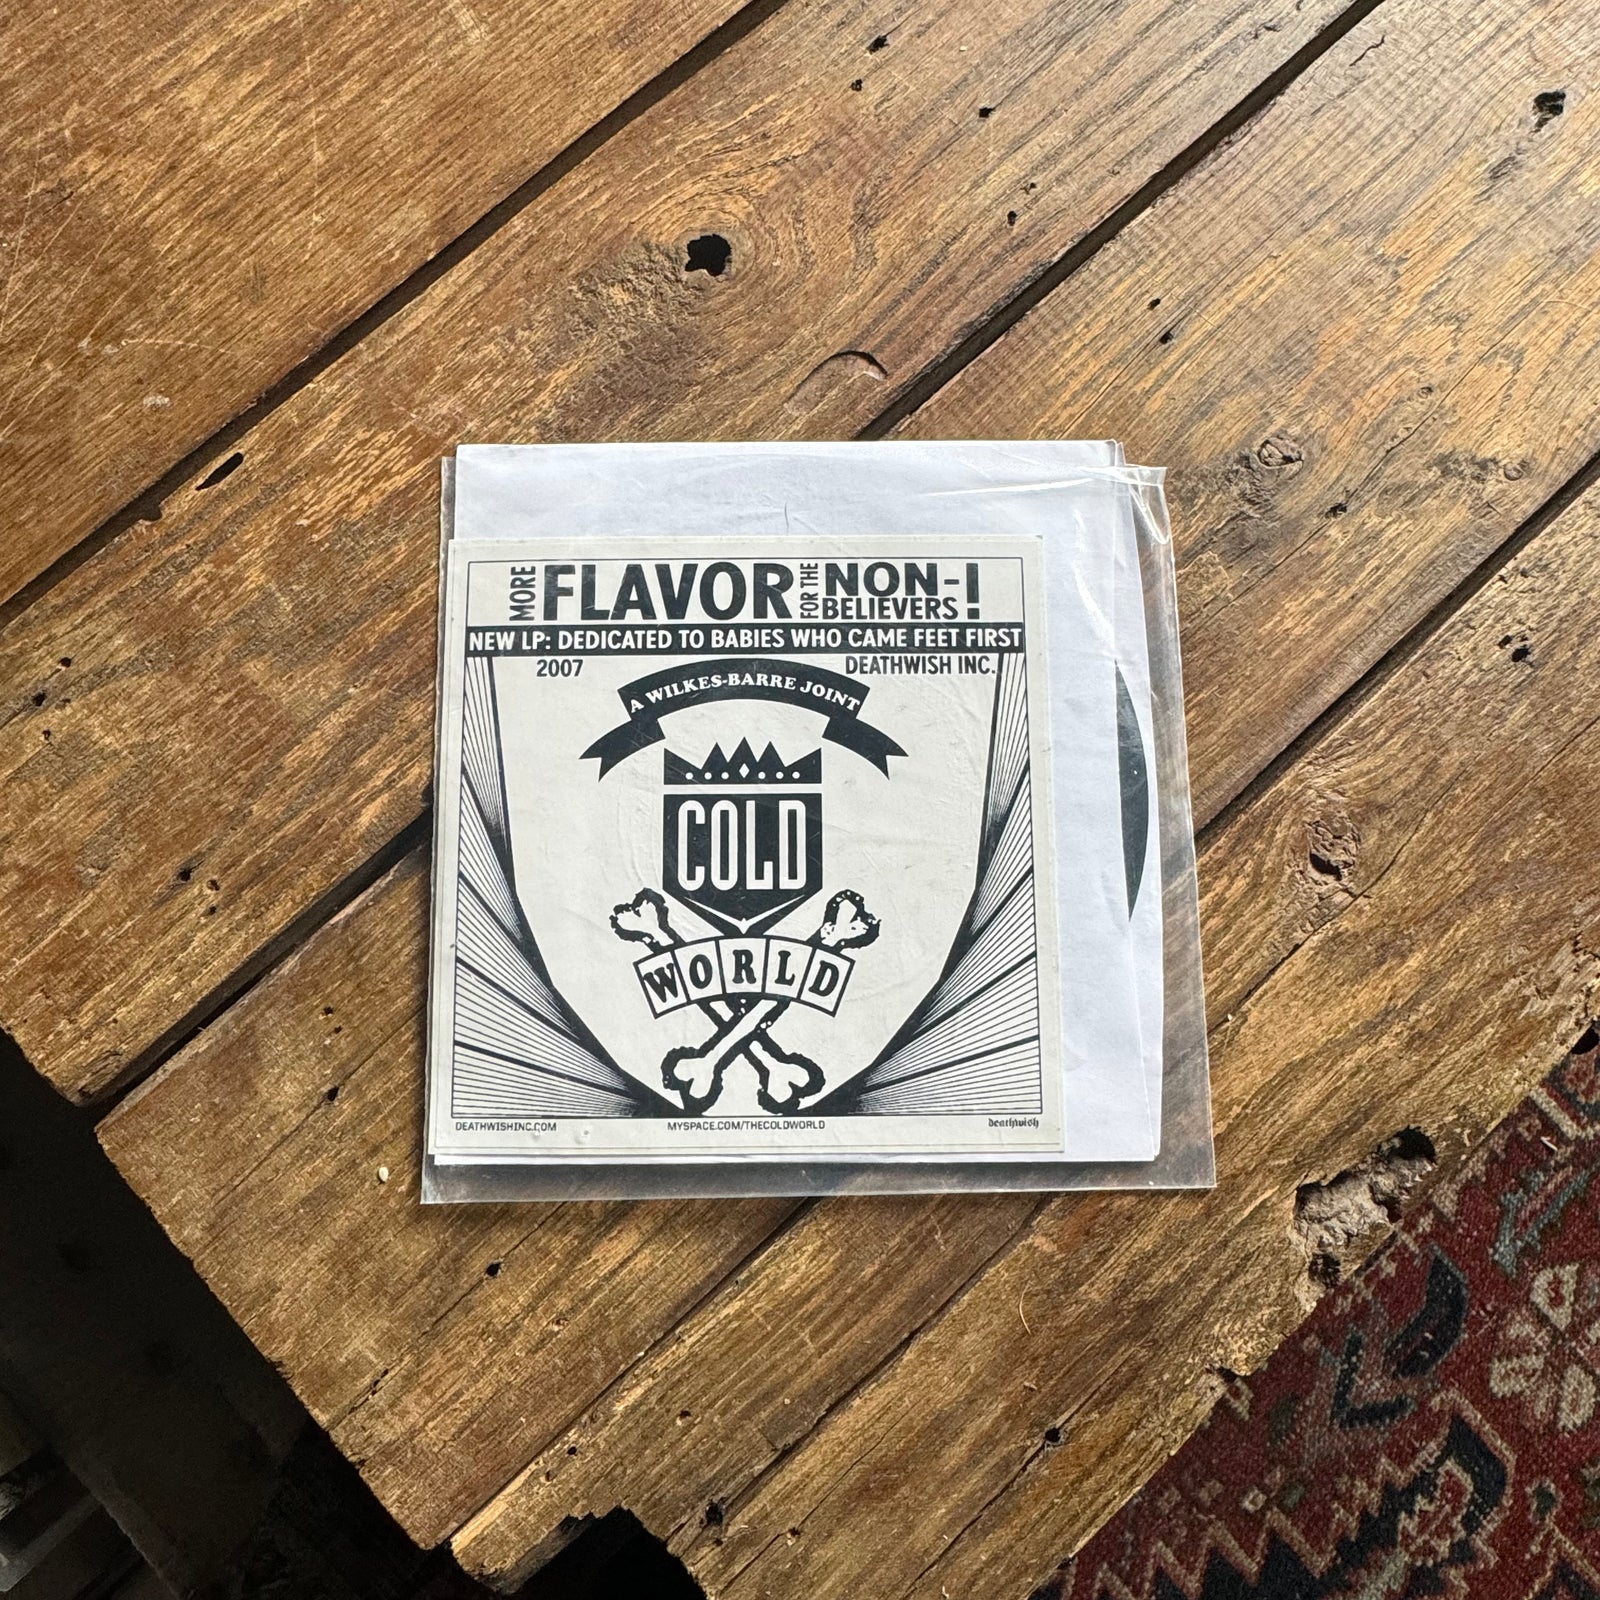 MORE FLAVOR FOR THE NON-BELIEVERS!
NEW LP: DEDICATED TO BABIES WHO CAME FEET FIRST
2007 DEATHWISH INC.
A WILKES-BARRE JOINT
COLD
WORLD
DEATHWISHINC.COM MYSPACE.COM/THECOLDWORLD deathwish